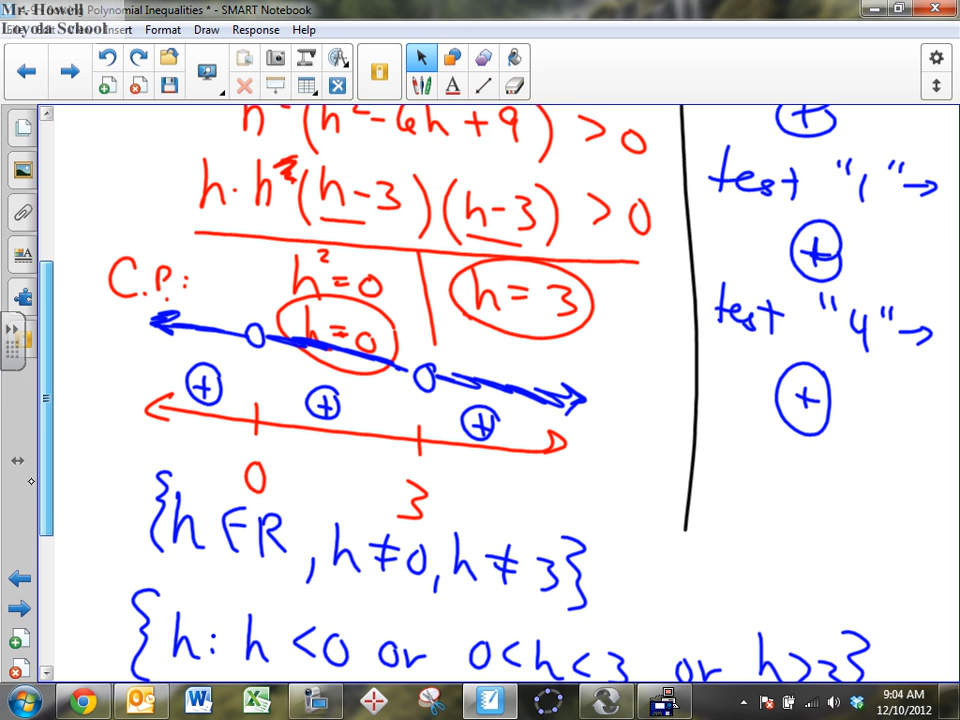 Mr. Howell
Loyola School
Polynomial Inequalities * - SMART Notebook
Insert Format Draw Response Help
(h² - 6h + 9) > 0
h · h (h - 3)(h - 3) > 0
C.P.: h² = 0
h = 0
h = 3
+ + +
0 3
{h ∈ R, h ≠ 0, h ≠ 3}
{h: h < 0 or 0 < h < 3 or h > 3}
+
test "1" →
+
test "4" →
+
9:04 AM
12/10/2012